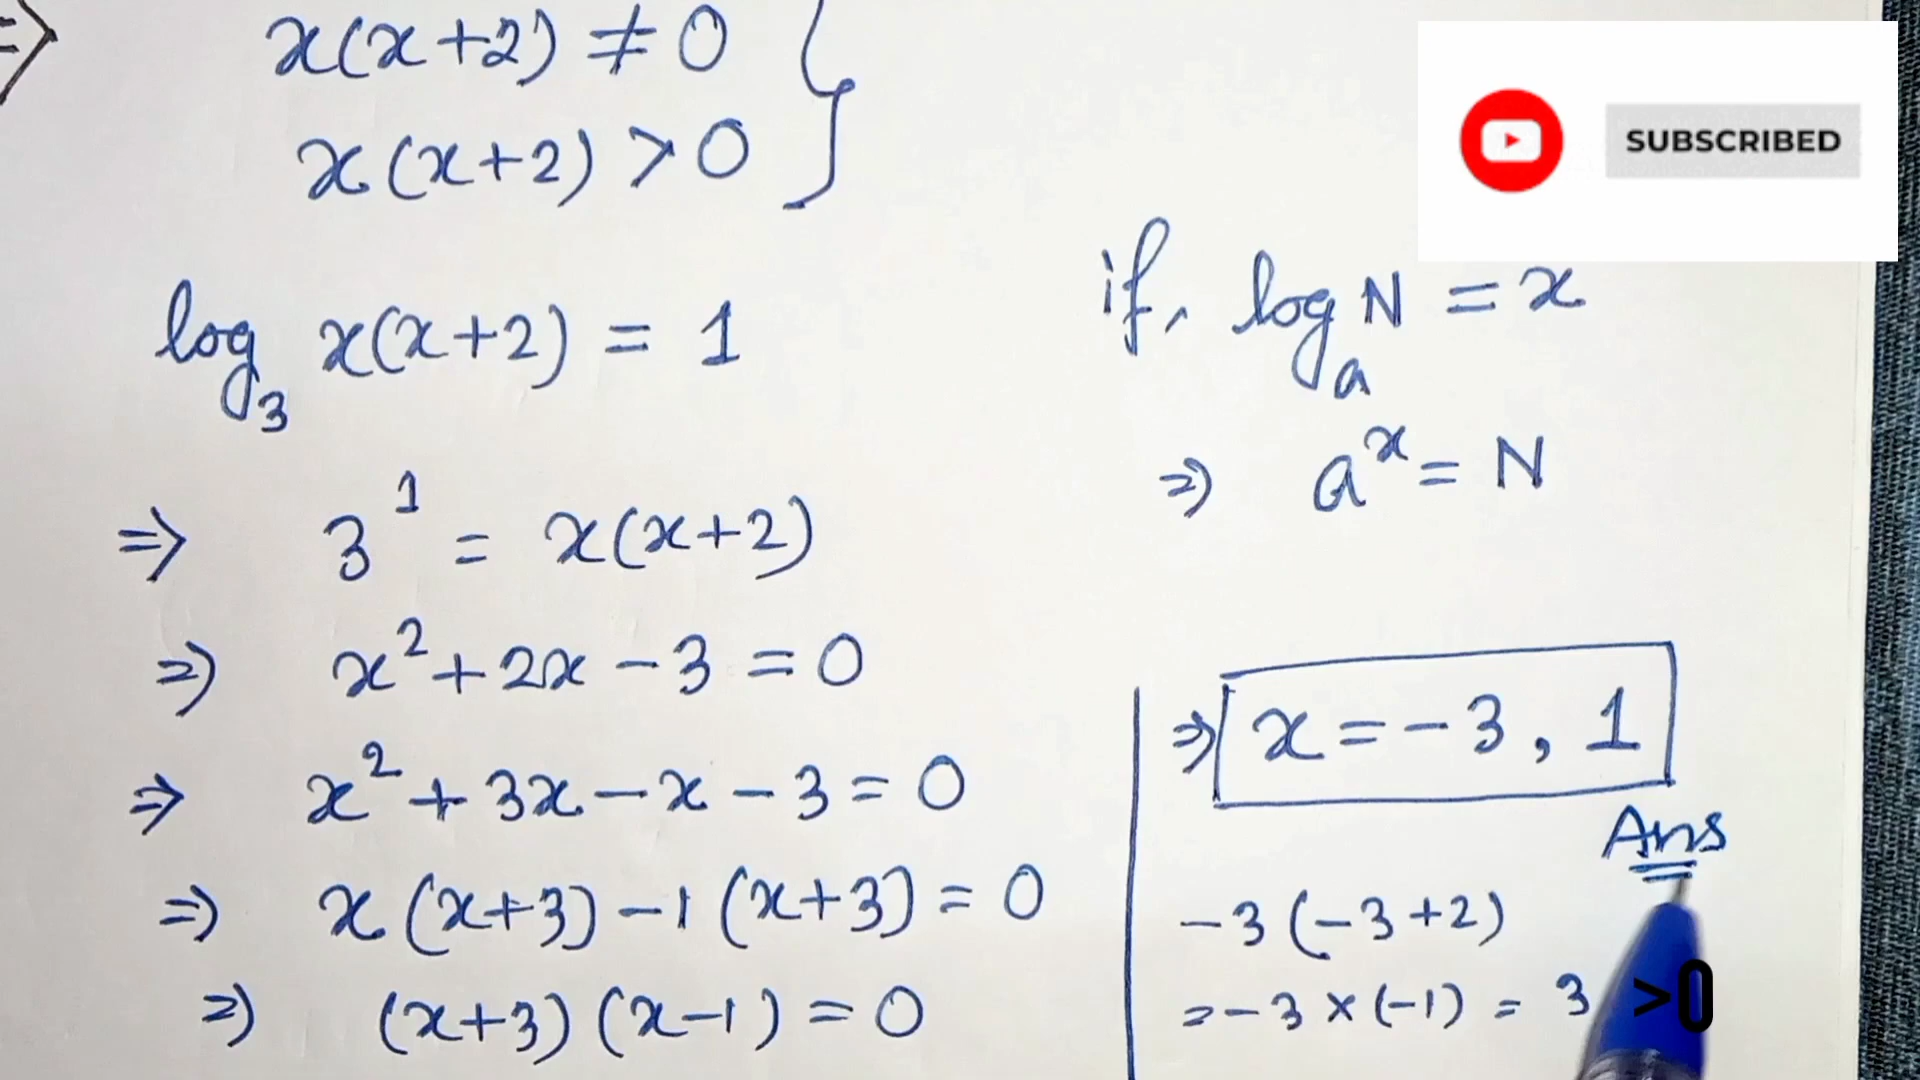 ⇒ x(x+2) ≠ 0
x(x+2) > 0 }
SUBSCRIBED
log₃ x(x+2) = 1
if, logₐ N = x
⇒ aˣ = N
⇒ 3¹ = x(x+2)
⇒ x² + 2x - 3 = 0
⇒ x² + 3x - x - 3 = 0
⇒ x(x+3) - 1(x+3) = 0
⇒ (x+3)(x-1) = 0
⇒ x = -3, 1
Ans
-3(-3+2)
= -3 × (-1) = 3 >0